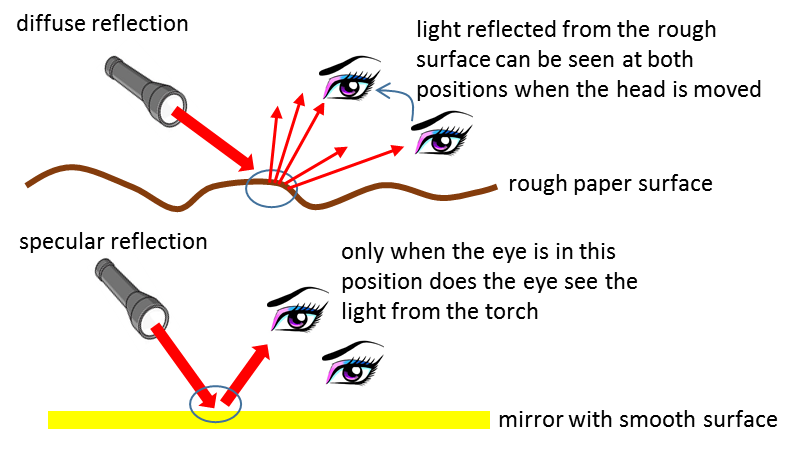 diffuse reflection
light reflected from the rough
surface can be seen at both
positions when the head is moved
rough paper surface
specular reflection
only when the eye is in this
position does the eye see the
light from the torch
mirror with smooth surface